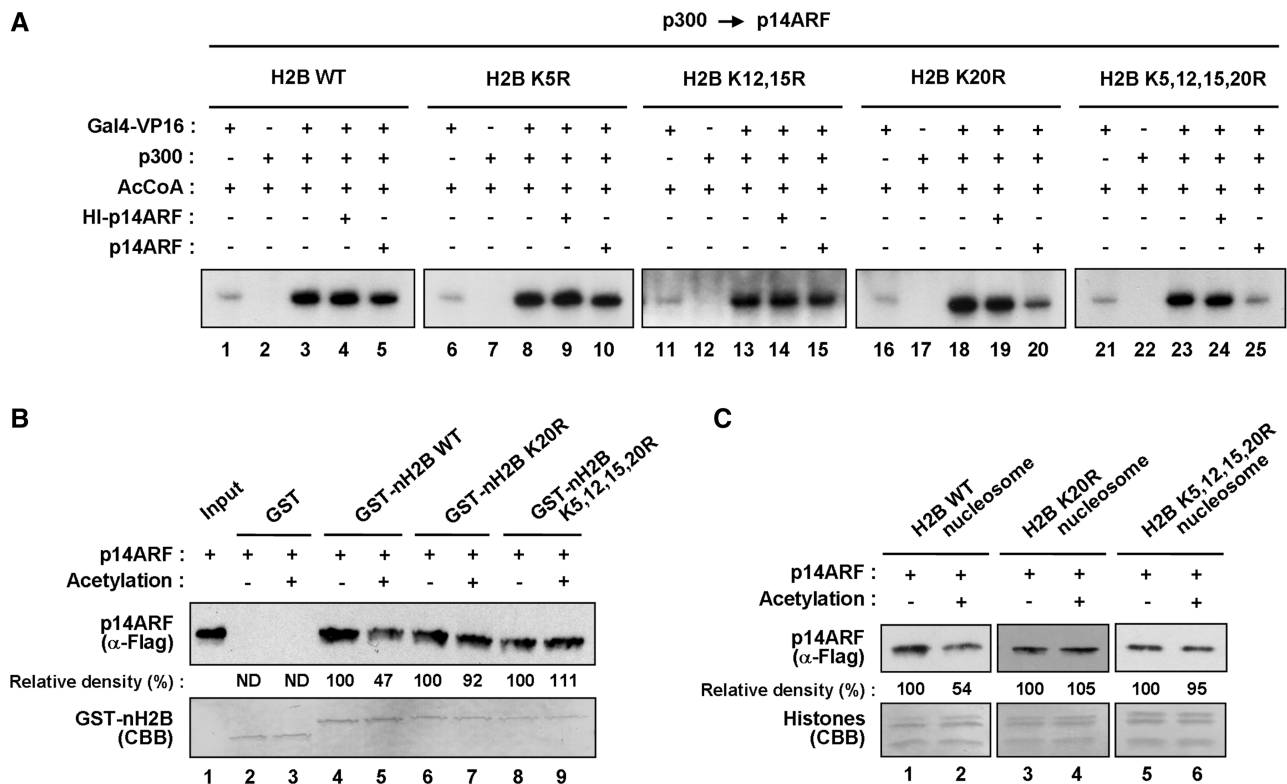 A
p300 → p14ARF
H2B WT H2B K5R H2B K12,15R H2B K20R H2B K5,12,15,20R
Gal4-VP16 : + - + + + + - + + + + - + + + + - + + + + - + + +
p300 : - + + + + - + + + + - + + + + - + + + + - + + + +
AcCoA : + + + + + + + + + + + + + + + + + + + + + + + + +
HI-p14ARF : - - - + - - - - + - - - - + - - - - + - - - - + -
p14ARF : - - - - + - - - - + - - - - + - - - - + - - - - +
1 2 3 4 5 6 7 8 9 10 11 12 13 14 15 16 17 18 19 20 21 22 23 24 25
B
Input GST GST-nH2B WT GST-nH2B K20R GST-nH2B
K5,12,15,20R
p14ARF : + + + + + + + + +
Acetylation : - + - + - + - +
p14ARF
(α-Flag)
Relative density (%) : ND ND 100 47 100 92 100 111
GST-nH2B
(CBB)
1 2 3 4 5 6 7 8 9
C
H2B WT
nucleosome
H2B K20R
nucleosome
H2B K5,12,15,20R
nucleosome
p14ARF : + + + + + +
Acetylation : - + - + - +
p14ARF
(α-Flag)
Relative density (%) : 100 54 100 105 100 95
Histones
(CBB)
1 2 3 4 5 6